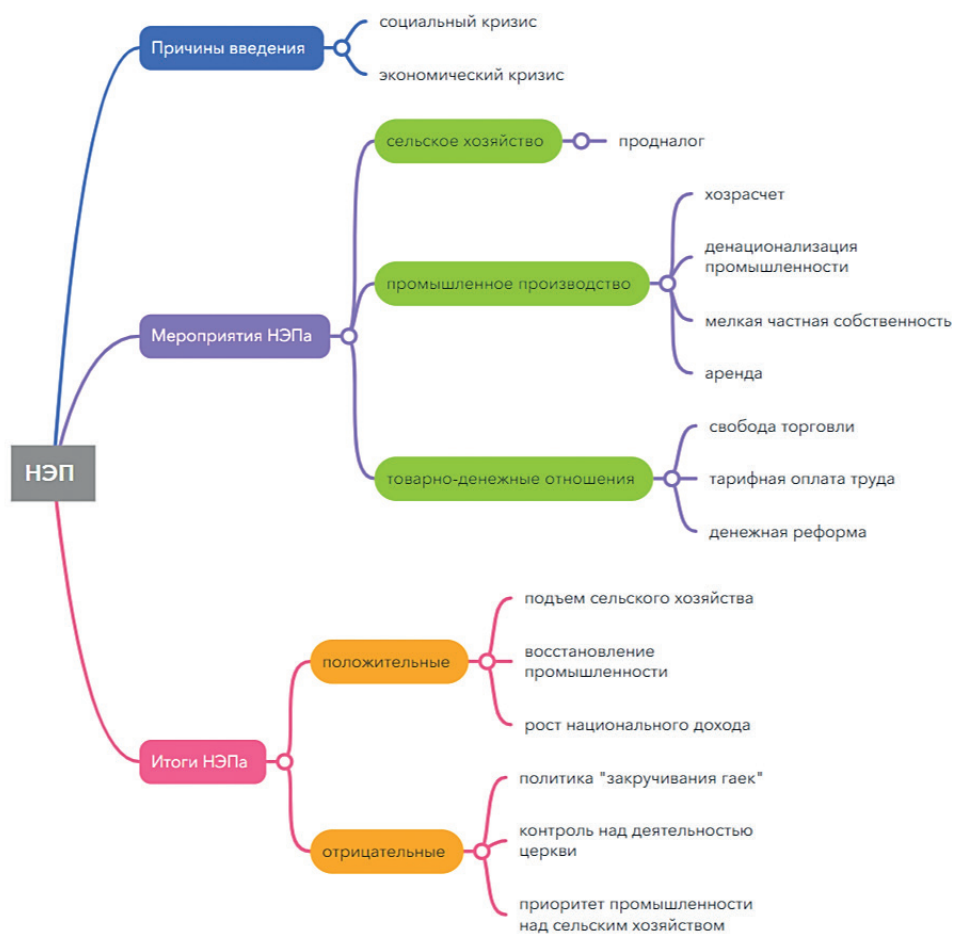 социальный кризис
Причины введения
экономический кризис
сельское хозяйство
продналог
хозрасчет
денационализация
промышленности
промышленное производство
мелкая частная собственность
Мероприятия НЭПа
аренда
свобода торговли
НЭП
товарно-денежные отношения
тарифная оплата труда
денежная реформа
подъем сельского хозяйства
положительные
восстановление
промышленности
рост национального дохода
Итоги НЭПа
политика "закручивания гаек"
контроль над деятельностью
церкви
отрицательные
приоритет промышленности
над сельским хозяйством